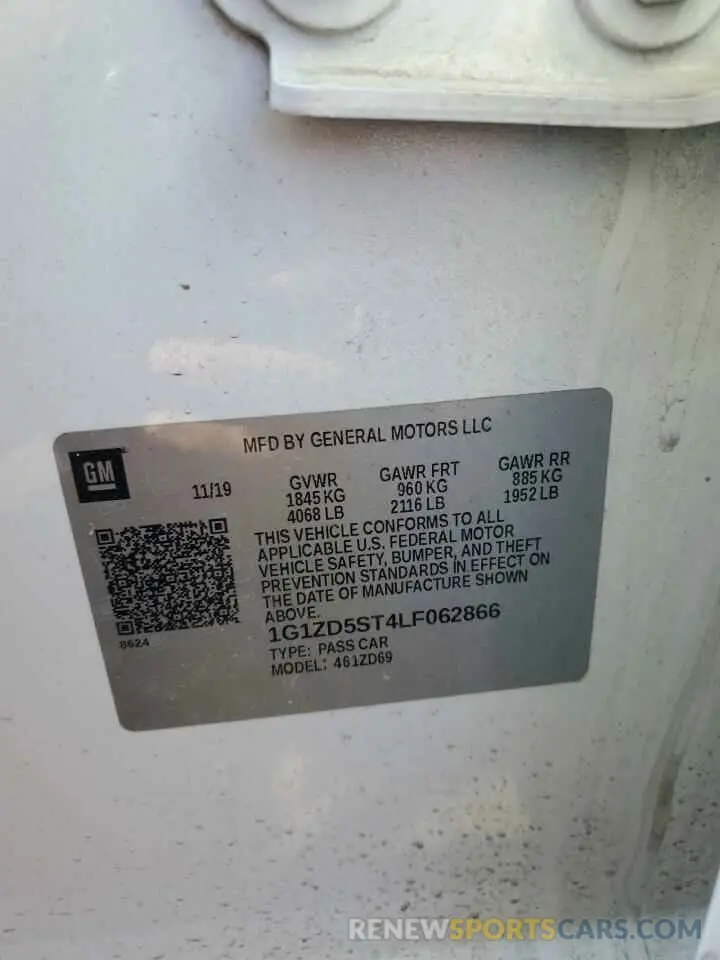 MFD BY GENERAL MOTORS LLC
GM
11/19
GVWR
1845 KG
4068 LB
GAWR FRT
960 KG
2116 LB
GAWR RR
885 KG
1952 LB
THIS VEHICLE CONFORMS TO ALL
APPLICABLE U.S. FEDERAL MOTOR
VEHICLE SAFETY, BUMPER, AND THEFT
PREVENTION STANDARDS IN EFFECT ON
THE DATE OF MANUFACTURE SHOWN
ABOVE.
8624
1G1ZD5ST4LF062866
TYPE: PASS CAR
MODEL: 461ZD69
RENEWSPORTSCARS.COM